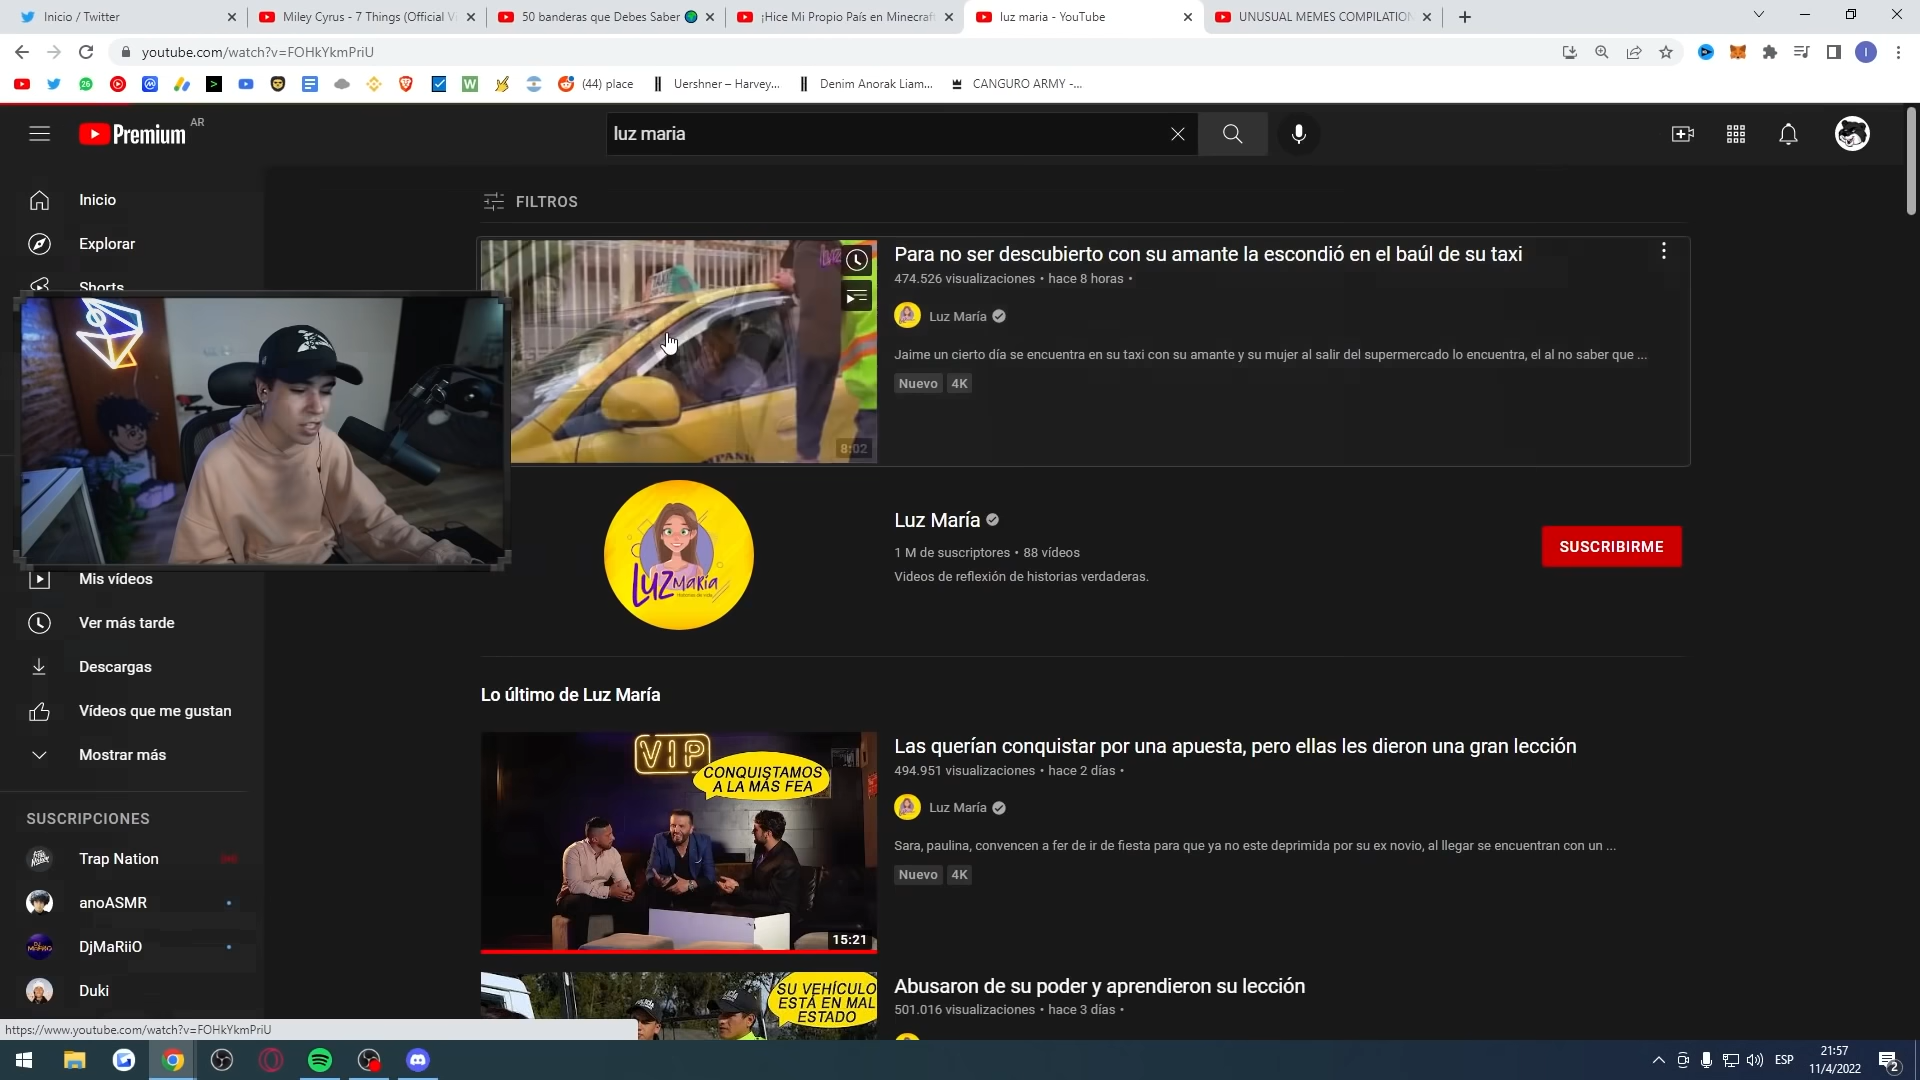 Inicio / Twitter
Miley Cyrus - 7 Things (Official Vi
50 banderas que Debes Saber
¡Hice Mi Propio País en Minecraft
luz maria - YouTube
UNUSUAL MEMES COMPILATION
youtube.com/watch?v=FOHkYkmPriU
(44) place
Uershner – Harvey...
Denim Anorak Liam...
CANGURO ARMY -...
Premium
AR
luz maria
Inicio
Explorar
Shorts
Mis vídeos
Ver más tarde
Descargas
Vídeos que me gustan
Mostrar más
SUSCRIPCIONES
Trap Nation
anoASMR
DjMaRiiO
Duki
FILTROS
8:02
Para no ser descubierto con su amante la escondió en el baúl de su taxi
474.526 visualizaciones • hace 8 horas •
Luz María
Jaime un cierto día se encuentra en su taxi con su amante y su mujer al salir del supermercado lo encuentra, el al no saber que ...
Nuevo
4K
LUZ María
Luz María
1 M de suscriptores • 88 vídeos
Videos de reflexión de historias verdaderas.
SUSCRIBIRME
Lo último de Luz María
VIP
CONQUISTAMOS
A LA MÁS FEA
15:21
Las querían conquistar por una apuesta, pero ellas les dieron una gran lección
494.951 visualizaciones • hace 2 días •
Luz María
Sara, paulina, convencen a fer de ir de fiesta para que ya no este deprimida por su ex novio, al llegar se encuentran con un ...
Nuevo
4K
SU VEHÍCULO
ESTÁ EN MAL
ESTADO
Abusaron de su poder y aprendieron su lección
501.016 visualizaciones • hace 3 días •
https://www.youtube.com/watch?v=FOHkYkmPriU
ESP
21:57
11/4/2022
2